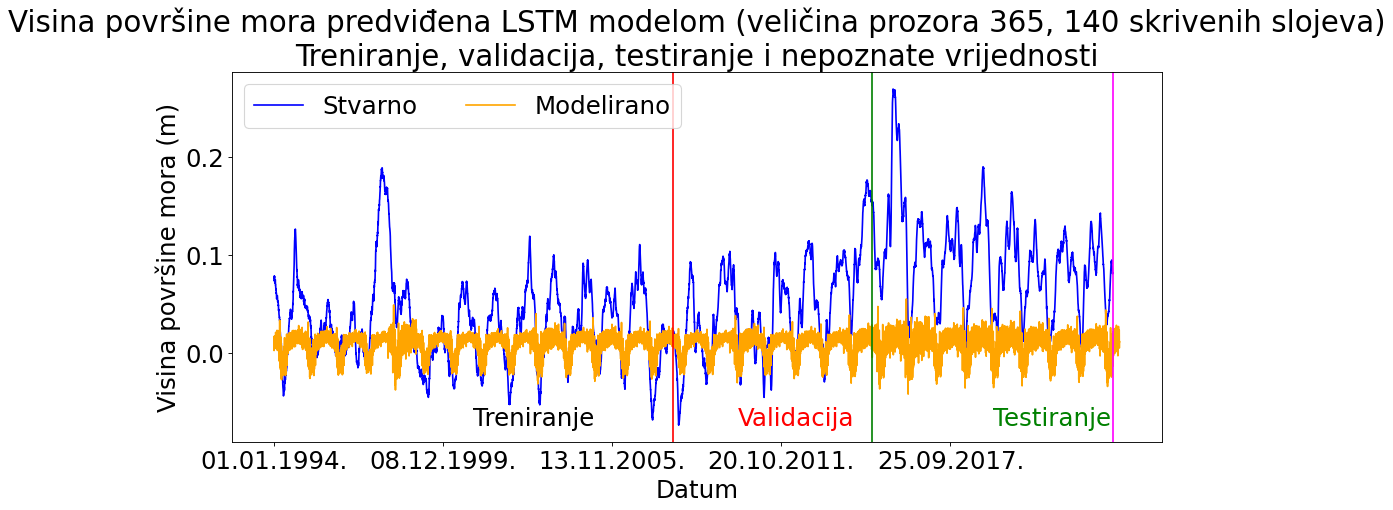 Visina površine mora predviđena LSTM modelom (veličina prozora 365, 140 skrivenih slojeva)
Treniranje, validacija, testiranje i nepoznate vrijednosti
Stvarno
Modelirano
Visina površine mora (m)
0.2
0.1
0.0
Treniranje
Validacija
Testiranje
01.01.1994.
08.12.1999.
13.11.2005.
20.10.2011.
25.09.2017.
Datum